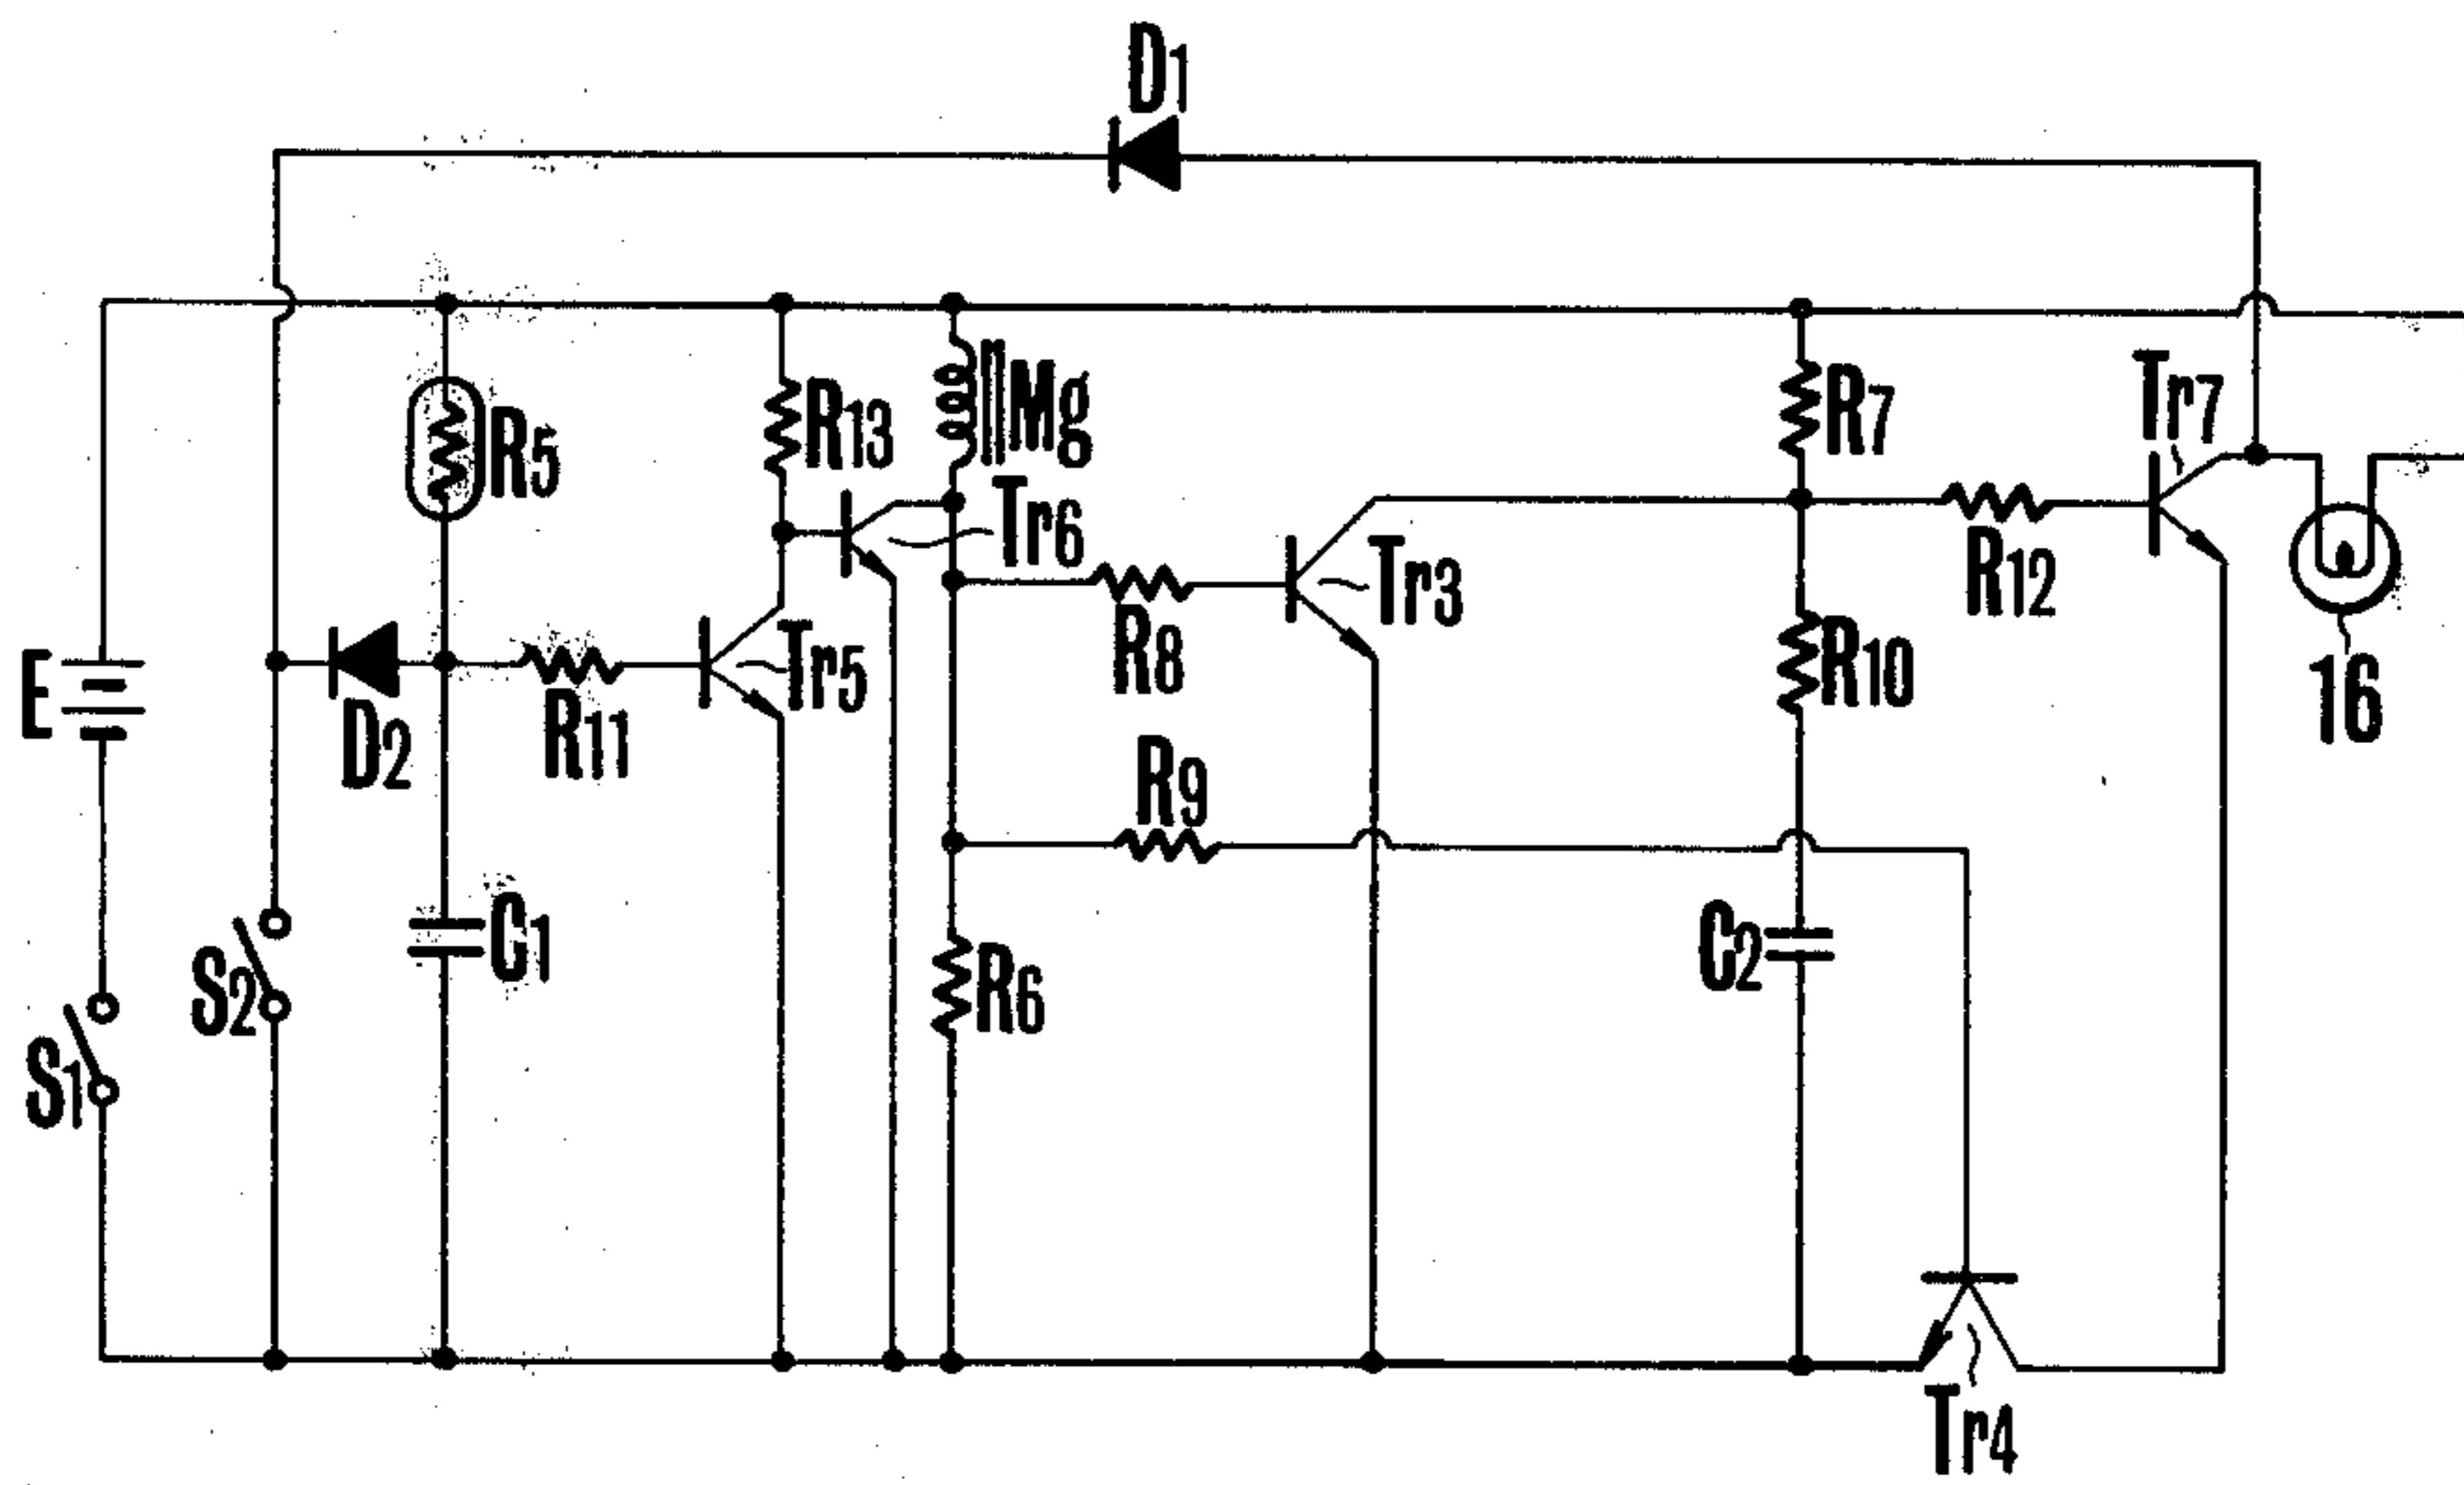 D1
R5
R13
Mg
R7
Tr7
Tr6
R8
Tr3
R12
E
D2
R11
Tr5
R10
16
R9
S2
C1
R6
C2
S1
Tr4